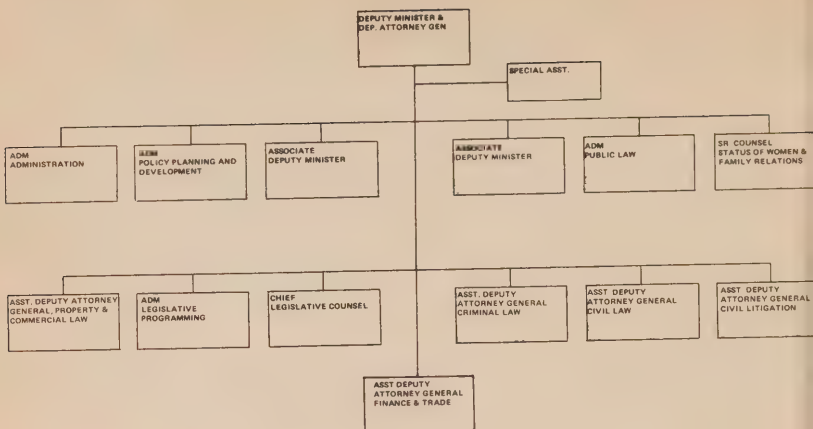 DEPUTY MINISTER &
DEP. ATTORNEY GEN
SPECIAL ASST.
ADM
ADMINISTRATION
ADM
POLICY PLANNING AND
DEVELOPMENT
ASSOCIATE
DEPUTY MINISTER
ASSOCIATE
DEPUTY MINISTER
ADM
PUBLIC LAW
SR COUNSEL
STATUS OF WOMEN &
FAMILY RELATIONS
ASST. DEPUTY ATTORNEY
GENERAL, PROPERTY &
COMMERCIAL LAW
ADM
LEGISLATIVE
PROGRAMMING
CHIEF
LEGISLATIVE COUNSEL
ASST. DEPUTY
ATTORNEY GENERAL
CRIMINAL LAW
ASST DEPUTY
ATTORNEY GENERAL
CIVIL LAW
ASST DEPUTY
ATTORNEY GENERAL
CIVIL LITIGATION
ASST DEPUTY
ATTORNEY GENERAL
FINANCE & TRADE